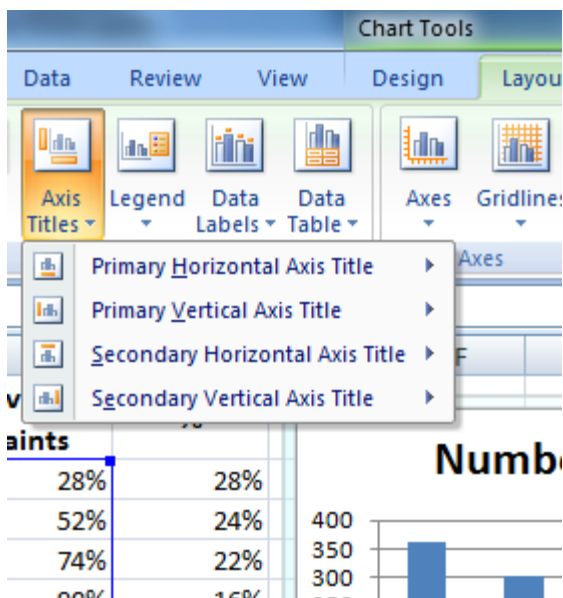 Chart Tools
Data Review View Design Layou
Axis Titles
Legend
Data Labels
Data Table
Axes
Gridlines
Axes
Primary Horizontal Axis Title
Primary Vertical Axis Title
Secondary Horizontal Axis Title
Secondary Vertical Axis Title
F
v %
aints
28% 28%
52% 24%
74% 22%
90% 16%
Numb
400
350
300